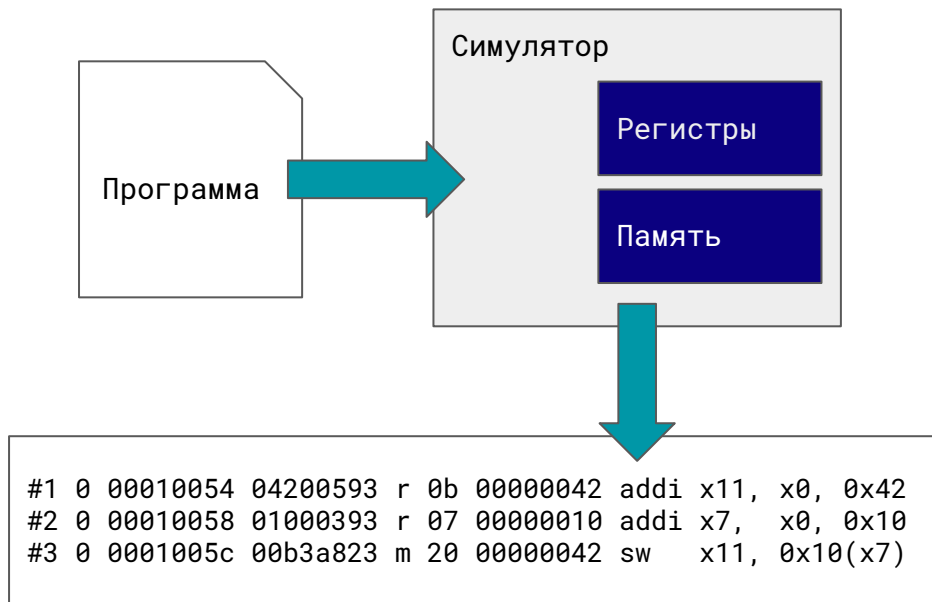 Симулятор
Регистры
Программа
Память
#1 0 00010054 04200593 r 0b 00000042 addi x11, x0, 0x42
#2 0 00010058 01000393 r 07 00000010 addi x7,  x0, 0x10
#3 0 0001005c 00b3a823 m 20 00000042 sw   x11, 0x10(x7)